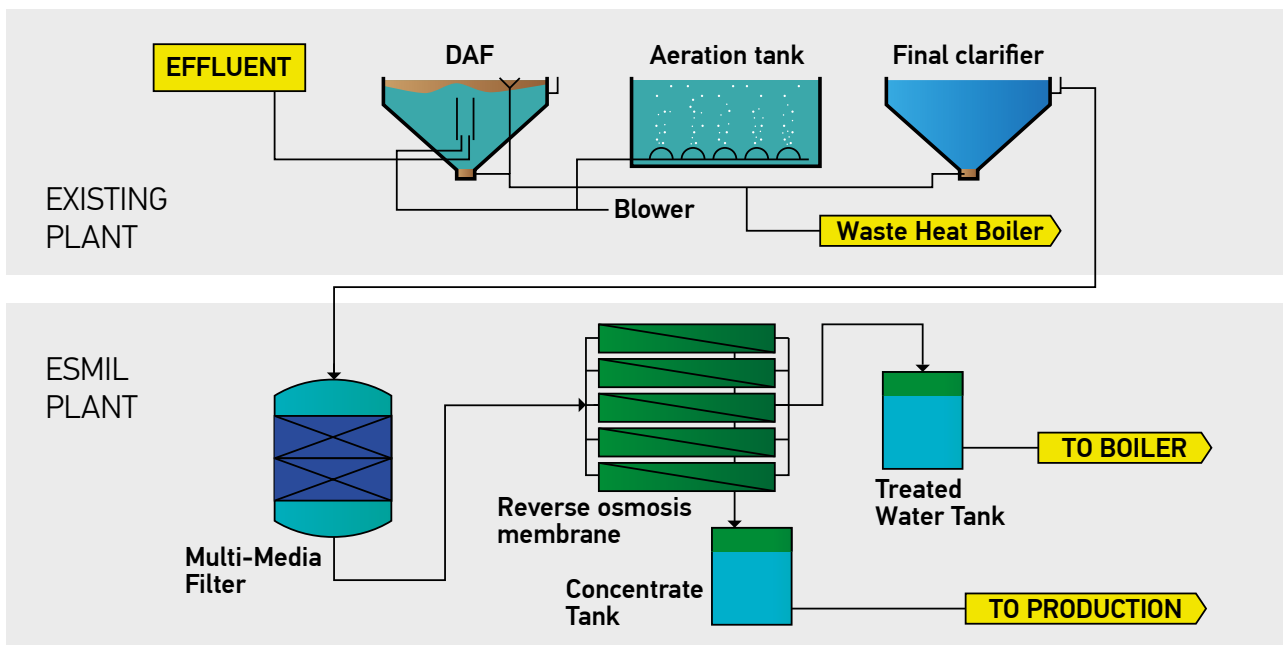 EFFLUENT
DAF
Aeration tank
Final clarifier
EXISTING
PLANT
Blower
Waste Heat Boiler
ESMIL
PLANT
Multi-Media
Filter
Reverse osmosis
membrane
Concentrate
Tank
Treated
Water Tank
TO BOILER
TO PRODUCTION